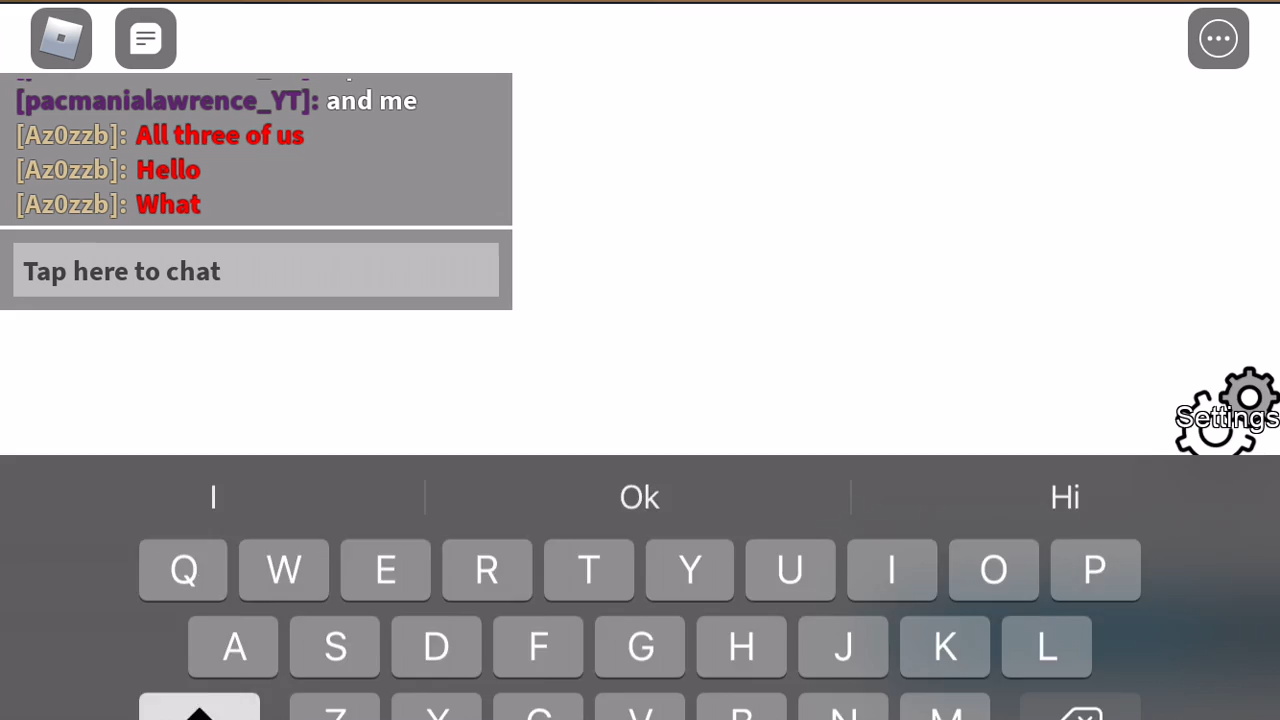 [pacmanialawrence_YT]: and me
[Az0zzb]: All three of us
[Az0zzb]: Hello
[Az0zzb]: What
Tap here to chat
Settings
I Ok Hi
Q W E R T Y U I O P
A S D F G H J K L
Z X C V B N M